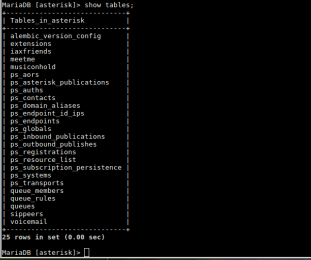 MariaDB [asterisk]> show tables;
+-----------------------------+
| Tables_in_asterisk          |
+-----------------------------+
| alembic_version_config      |
| extensions                  |
| iaxfriends                  |
| meetme                      |
| musiconhold                 |
| ps_aors                     |
| ps_asterisk_publications    |
| ps_auths                    |
| ps_contacts                 |
| ps_domain_aliases           |
| ps_endpoint_id_ips          |
| ps_endpoints                |
| ps_globals                  |
| ps_inbound_publications     |
| ps_outbound_publishes       |
| ps_registrations            |
| ps_resource_list            |
| ps_subscription_persistence |
| ps_systems                  |
| ps_transports               |
| queue_members               |
| queue_rules                 |
| queues                      |
| sippeers                    |
| voicemail                   |
+-----------------------------+
25 rows in set (0.00 sec)
MariaDB [asterisk]>